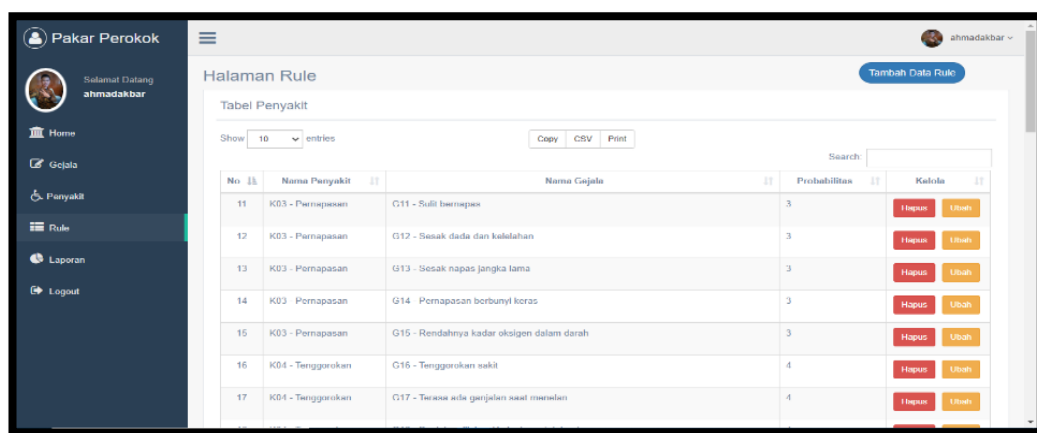 Pakar Perokok
ahmadakbar
Selamat Datang
ahmadakbar
Home
Gejala
Penyakit
Rule
Laporan
Logout
Halaman Rule
Tambah Data Rule
Tabel Penyakit
Show 10 entries
Copy CSV Print
Search:
No Nama Penyakit Nama Gejala Probabilitas Kelola
11 K03 - Pernapasan G11 - Sulit bernapas 3 Hapus Ubah
12 K03 - Pernapasan G12 - Sesak dada dan kelelahan 3 Hapus Ubah
13 K03 - Pernapasan G13 - Sesak napas jangka lama 3 Hapus Ubah
14 K03 - Pernapasan G14 - Pernapasan berbunyi keras 3 Hapus Ubah
15 K03 - Pernapasan G15 - Rendahnya kadar oksigen dalam darah 3 Hapus Ubah
16 K04 - Tenggorokan G16 - Tenggorokan sakit 4 Hapus Ubah
17 K04 - Tenggorokan G17 - Terasa ada ganjalan saat menelan 4 Hapus Ubah